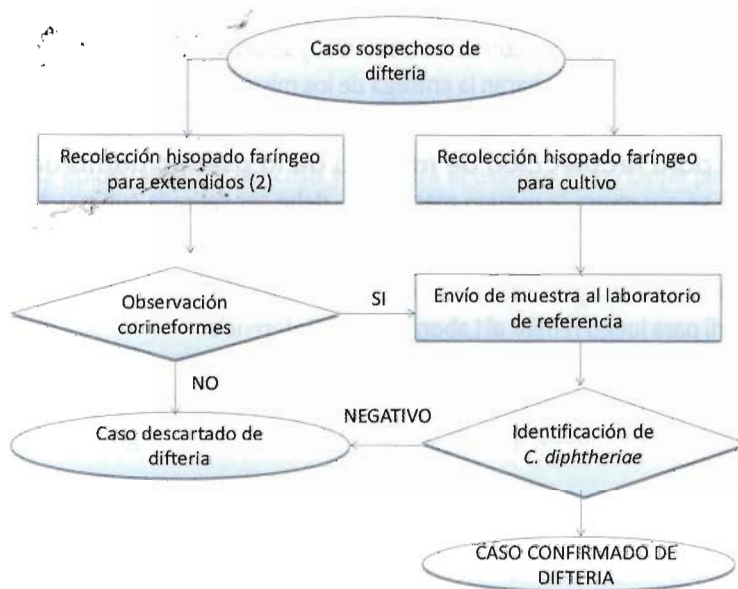 Caso sospechoso de
difteria
Recolección hisopado faríngeo
para extendidos (2)
Recolección hisopado faríngeo
para cultivo
Observación
corineformes
SI
Envío de muestra al laboratorio
de referencia
NO
NEGATIVO
Caso descartado de
difteria
Identificación de
C. diphtheriae
CASO CONFIRMADO DE
DIFTERIA